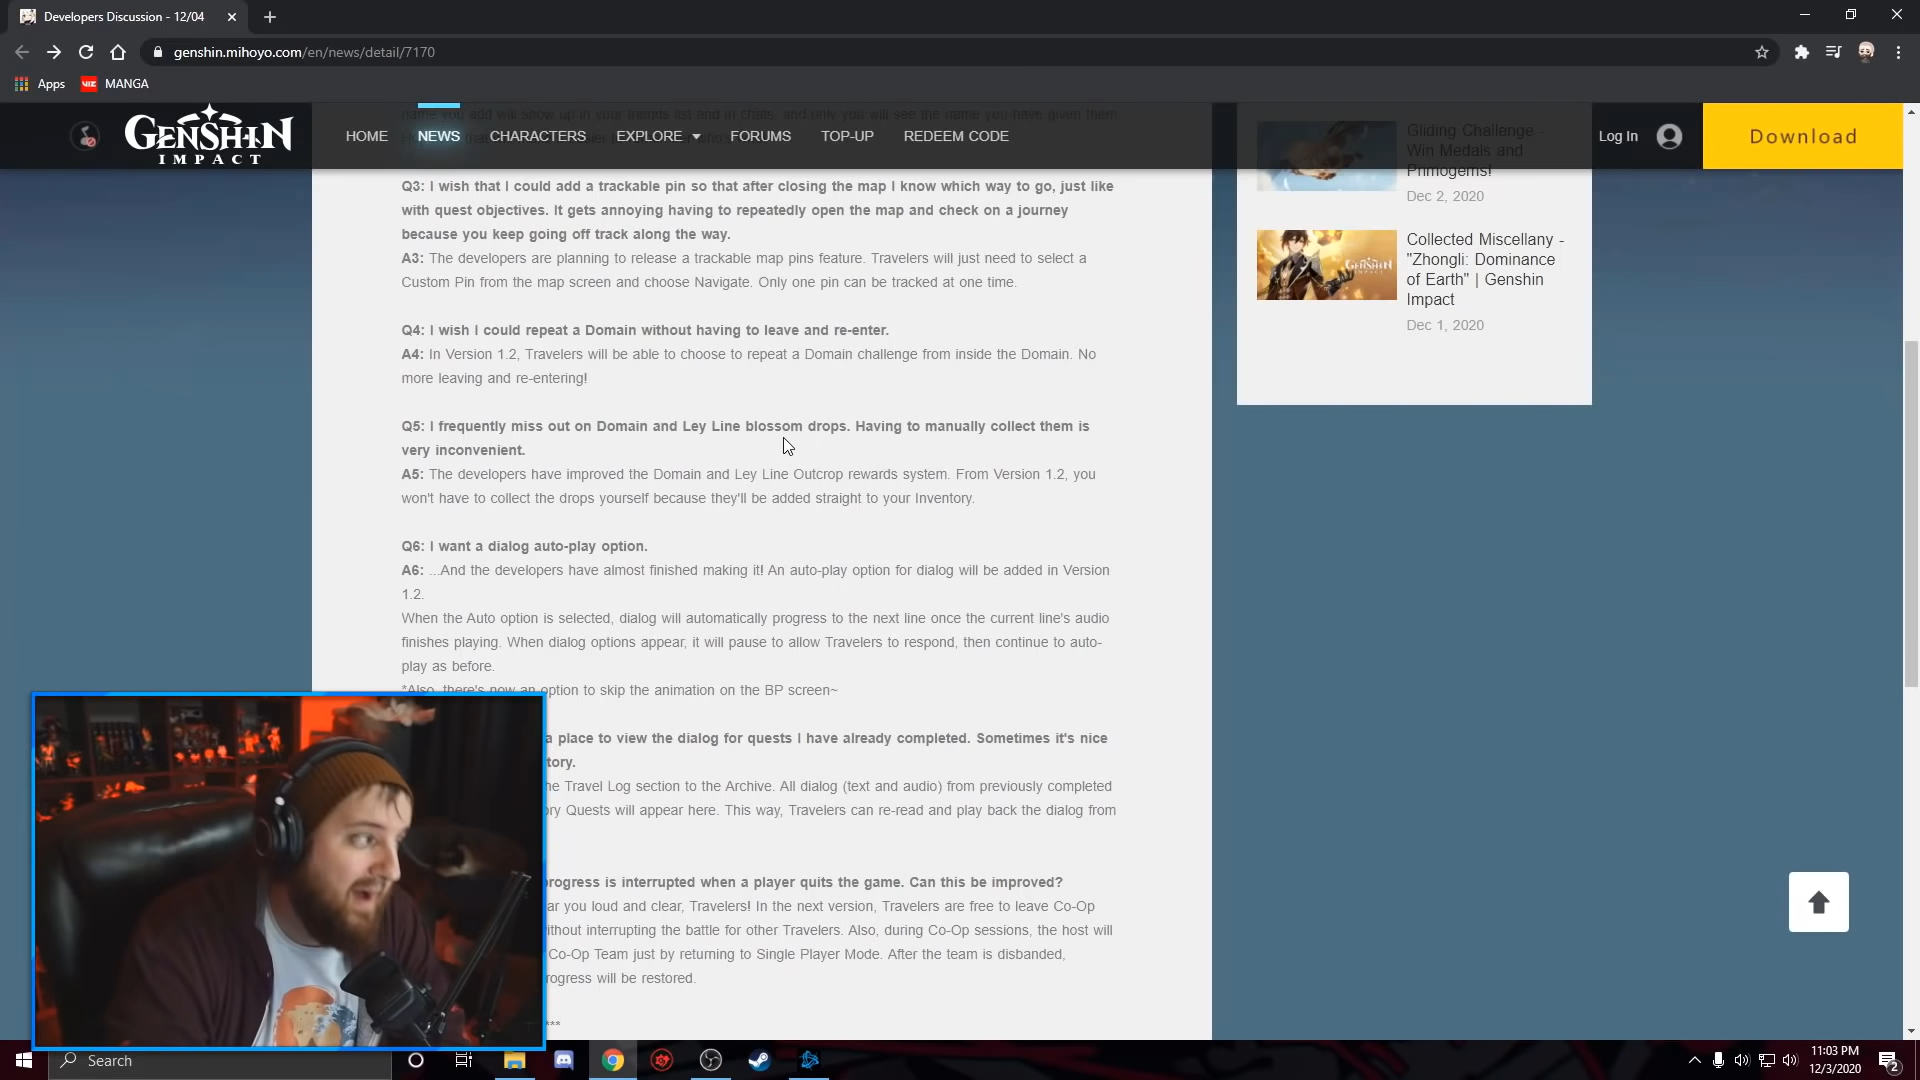 Developers Discussion - 12/04
genshin.mihoyo.com/en/news/detail/7170
Apps
VIZ MANGA
GENSHIN
IMPACT
HOME
NEWS
CHARACTERS
EXPLORE
FORUMS
TOP-UP
REDEEM CODE
Log In
Download
name you add will show up in your friends list and in chats, and only you will see the name you have given them
Q3: I wish that I could add a trackable pin so that after closing the map I know which way to go, just like
with quest objectives. It gets annoying having to repeatedly open the map and check on a journey
because you keep going off track along the way.
A3: The developers are planning to release a trackable map pins feature. Travelers will just need to select a
Custom Pin from the map screen and choose Navigate. Only one pin can be tracked at one time.
Q4: I wish I could repeat a Domain without having to leave and re-enter.
A4: In Version 1.2, Travelers will be able to choose to repeat a Domain challenge from inside the Domain. No
more leaving and re-entering!
Q5: I frequently miss out on Domain and Ley Line blossom drops. Having to manually collect them is
very inconvenient.
A5: The developers have improved the Domain and Ley Line Outcrop rewards system. From Version 1.2, you
won't have to collect the drops yourself because they'll be added straight to your Inventory.
Q6: I want a dialog auto-play option.
A6: ...And the developers have almost finished making it! An auto-play option for dialog will be added in Version
1.2.
When the Auto option is selected, dialog will automatically progress to the next line once the current line's audio
finishes playing. When dialog options appear, it will pause to allow Travelers to respond, then continue to auto-
play as before.
*Also, there's now an option to skip the animation on the BP screen~
a place to view the dialog for quests I have already completed. Sometimes it's nice
tory.
he Travel Log section to the Archive. All dialog (text and audio) from previously completed
ory Quests will appear here. This way, Travelers can re-read and play back the dialog from
progress is interrupted when a player quits the game. Can this be improved?
ar you loud and clear, Travelers! In the next version, Travelers are free to leave Co-Op
ithout interrupting the battle for other Travelers. Also, during Co-Op sessions, the host will
Co-Op Team just by returning to Single Player Mode. After the team is disbanded,
rogress will be restored.
***
Gliding Challenge -
Win Medals and
Primogems!
Dec 2, 2020
GENSHIN
Collected Miscellany -
"Zhongli: Dominance
of Earth" | Genshin
Impact
Dec 1, 2020
Search
11:03 PM
12/3/2020
2